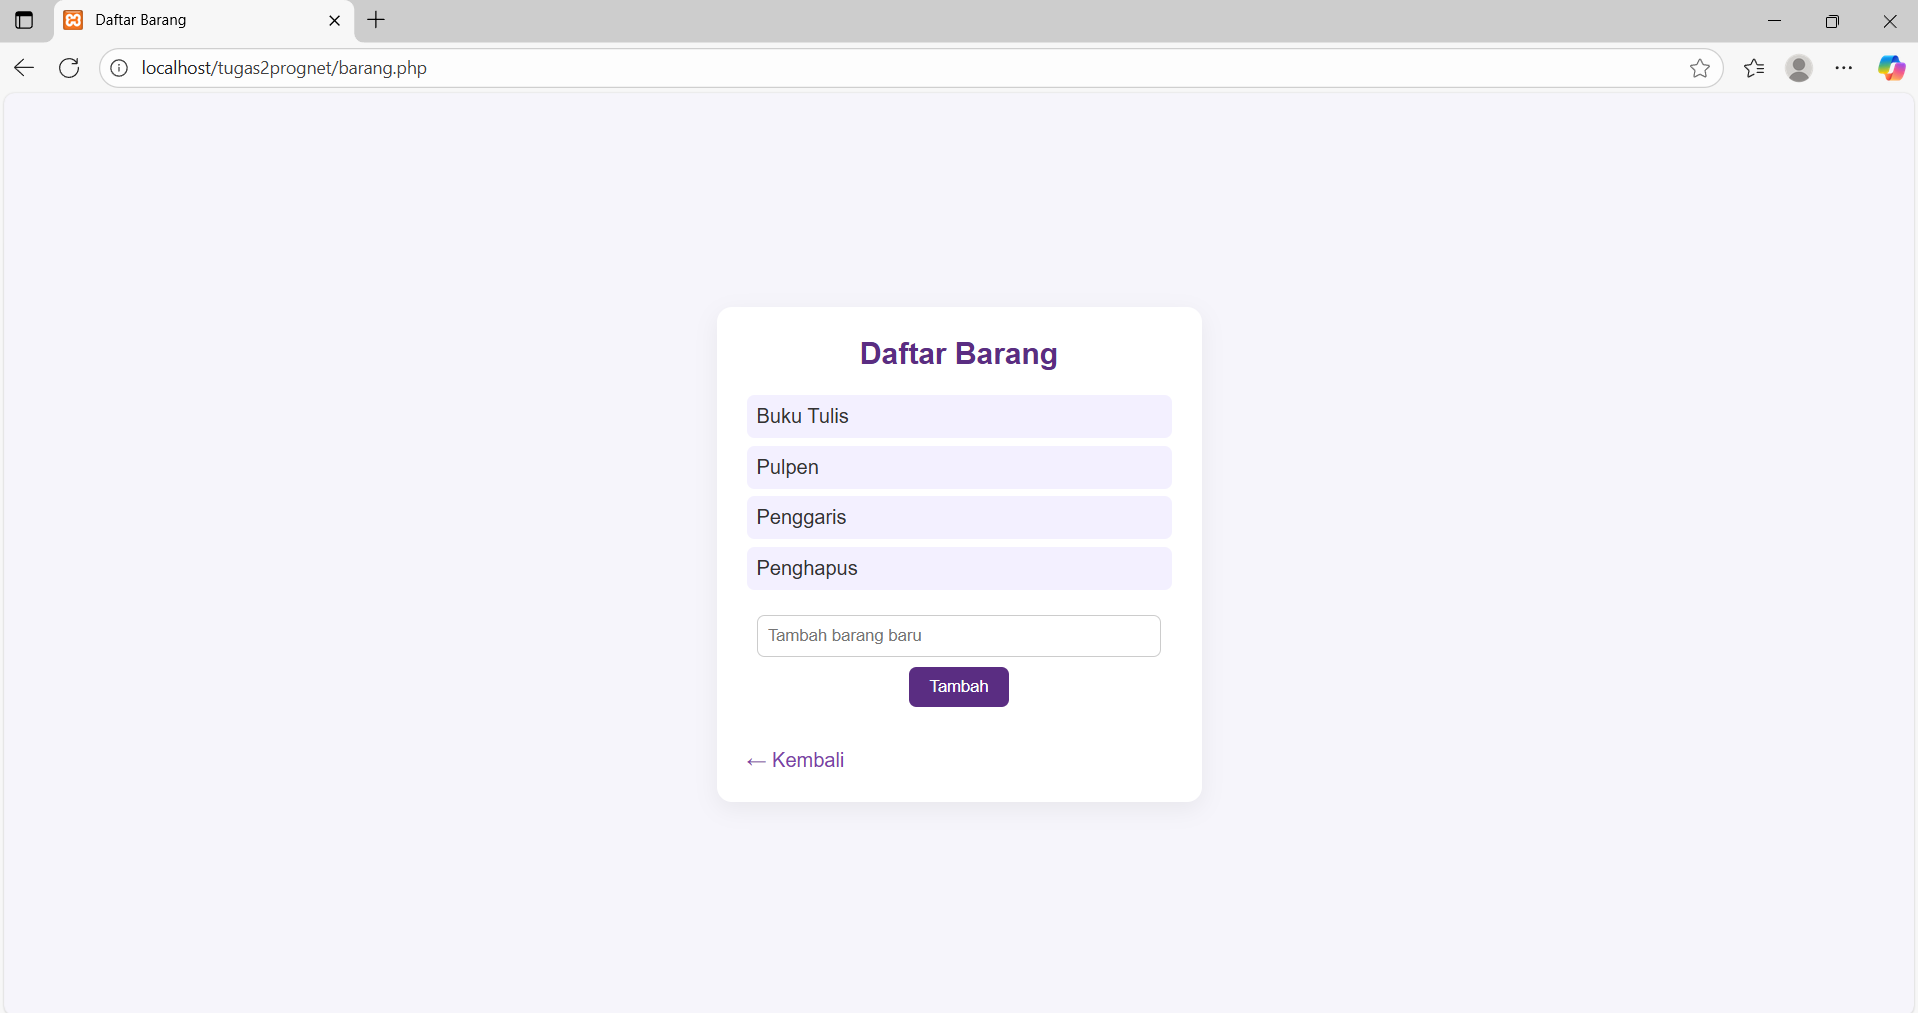 Daftar Barang
localhost/tugas2prognet/barang.php
Daftar Barang
Buku Tulis
Pulpen
Penggaris
Penghapus
Tambah barang baru
Tambah
← Kembali